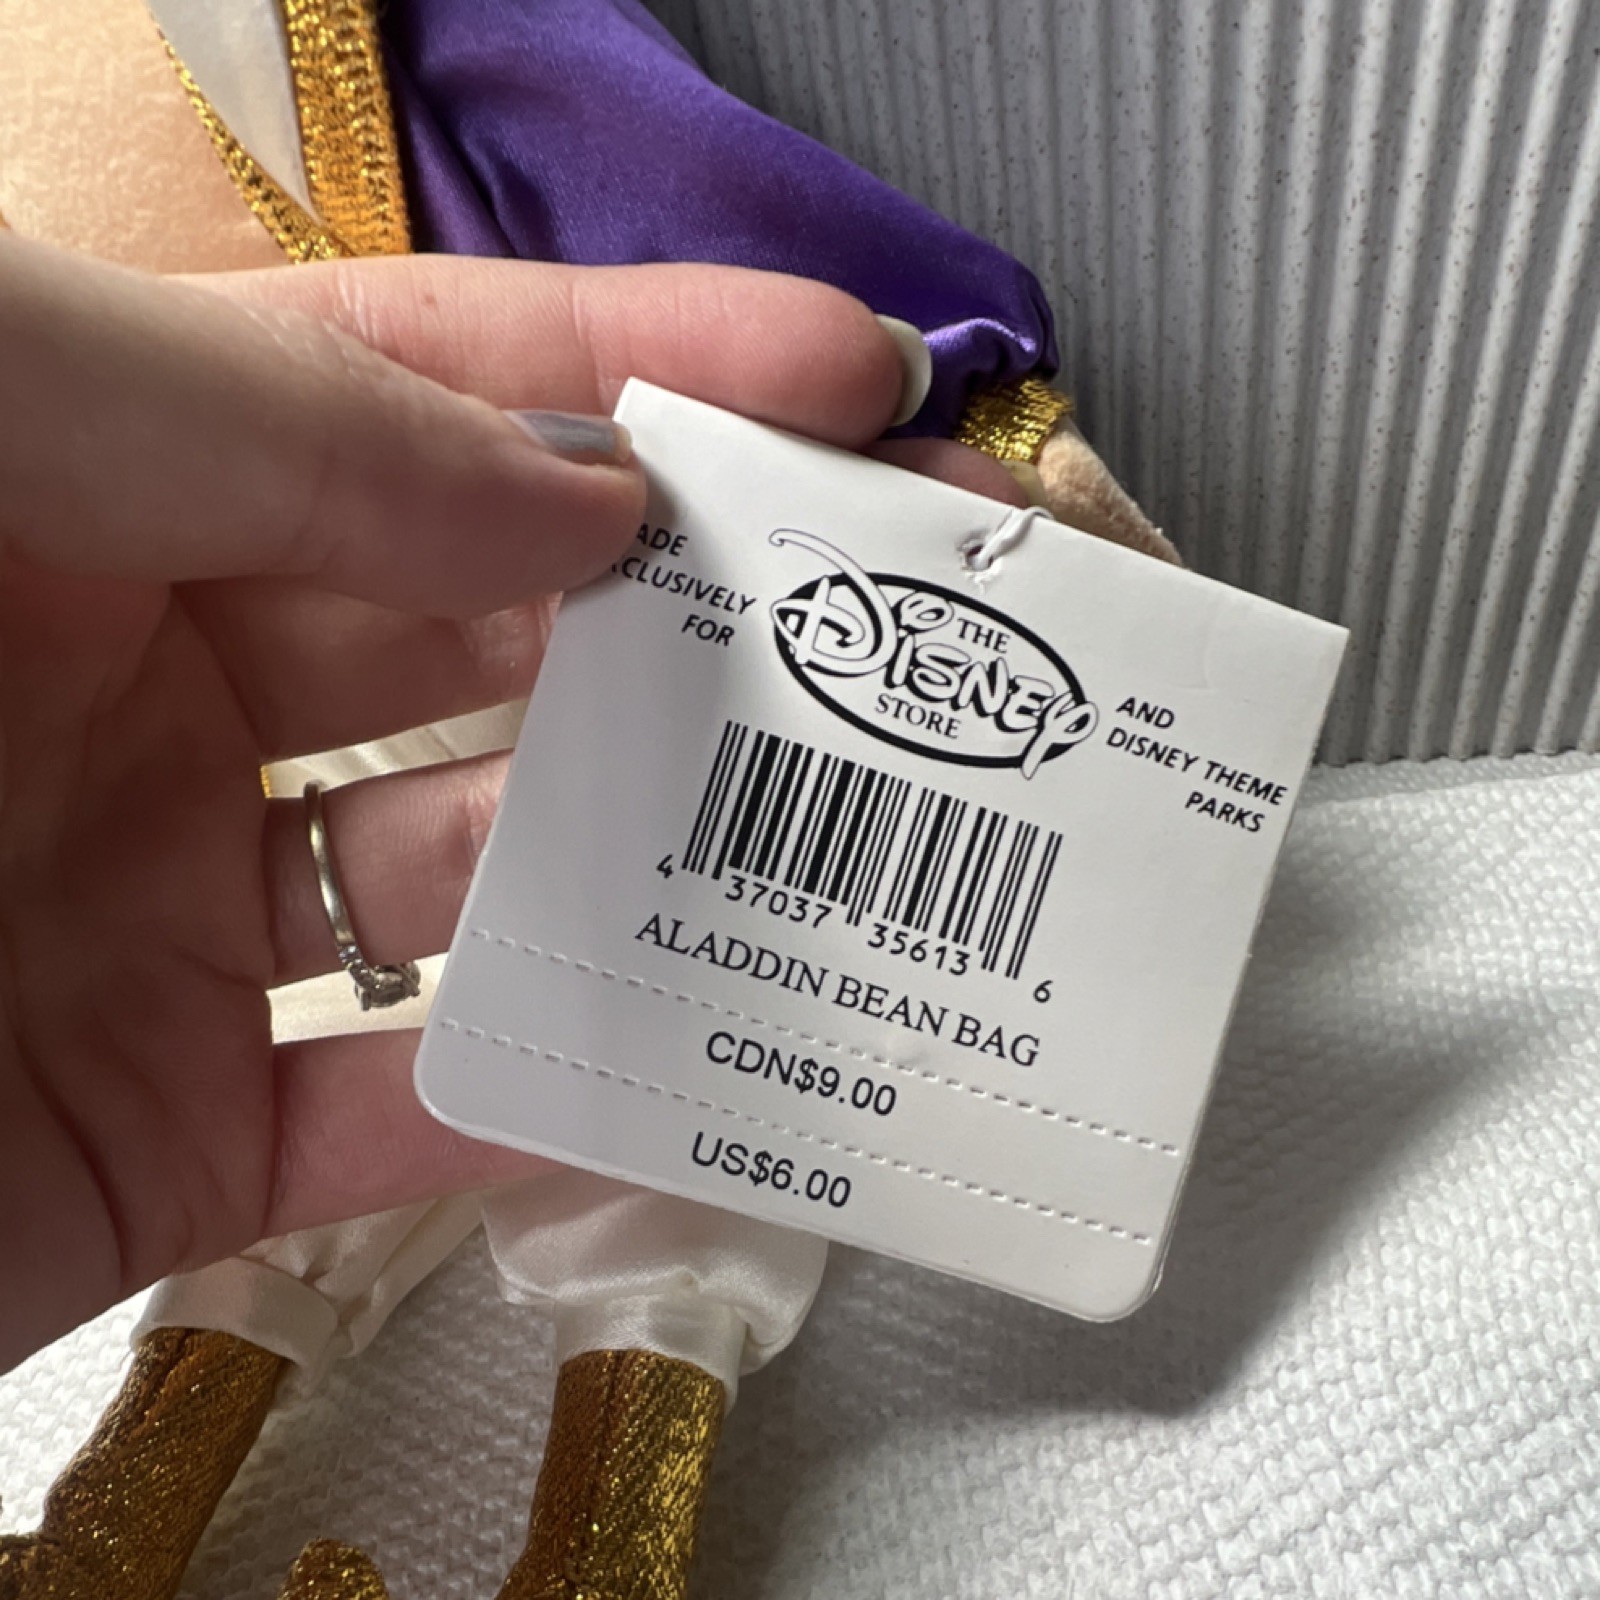 ADE
CLUSIVELY
FOR
THE
Disney
STORE
AND
DISNEY THEME
PARKS
4 37037 35613 6
ALADDIN BEAN BAG
CDN$9.00
US$6.00